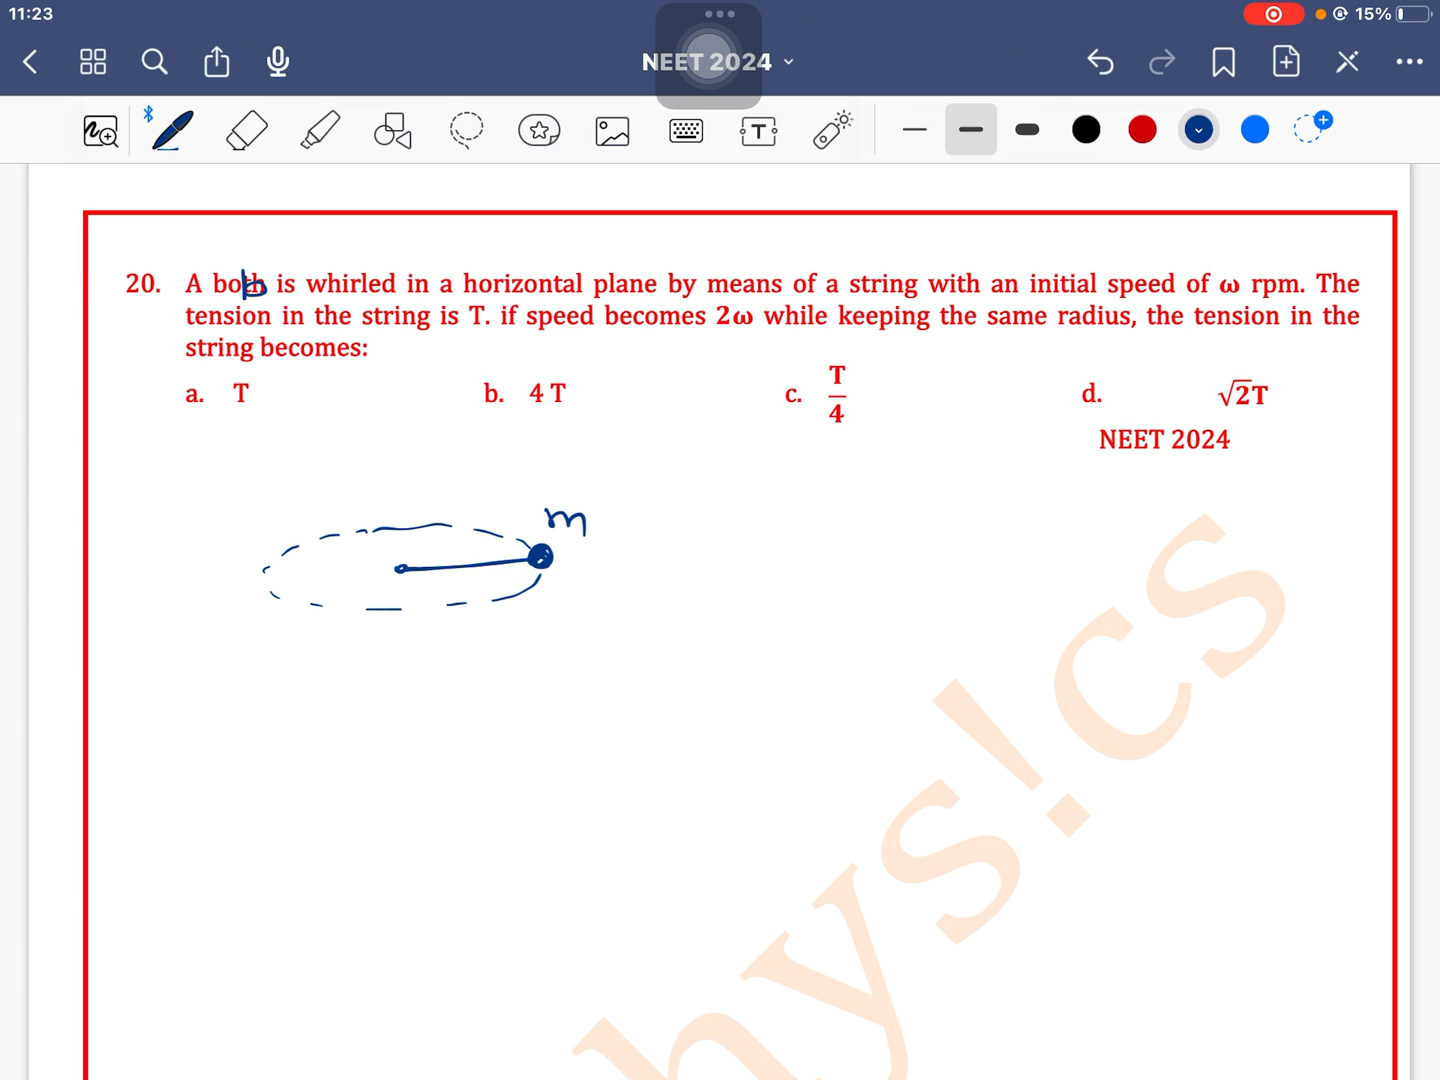 11:23
15%
NEET 2024
T
20. A both is whirled in a horizontal plane by means of a string with an initial speed of ω rpm. The
b
tension in the string is T. if speed becomes 2ω while keeping the same radius, the tension in the
string becomes:
a. T b. 4 T c. T/4 d. √2T
NEET 2024
m
hys!cs